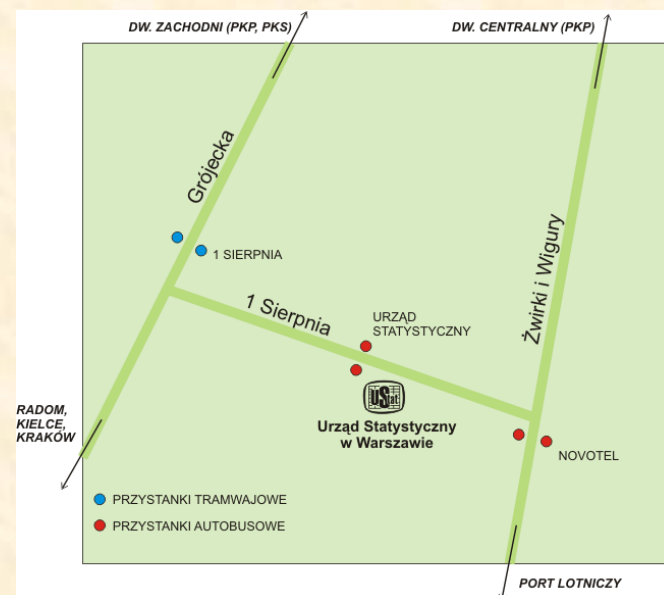 DW. ZACHODNI (PKP, PKS)
DW. CENTRALNY (PKP)
Grójecka
Żwirki i Wigury
1 SIERPNIA
1 Sierpnia
URZĄD
STATYSTYCZNY
UStat
Urząd Statystyczny
w Warszawie
RADOM,
KIELCE,
KRAKÓW
NOVOTEL
PRZYSTANKI TRAMWAJOWE
PRZYSTANKI AUTOBUSOWE
PORT LOTNICZY